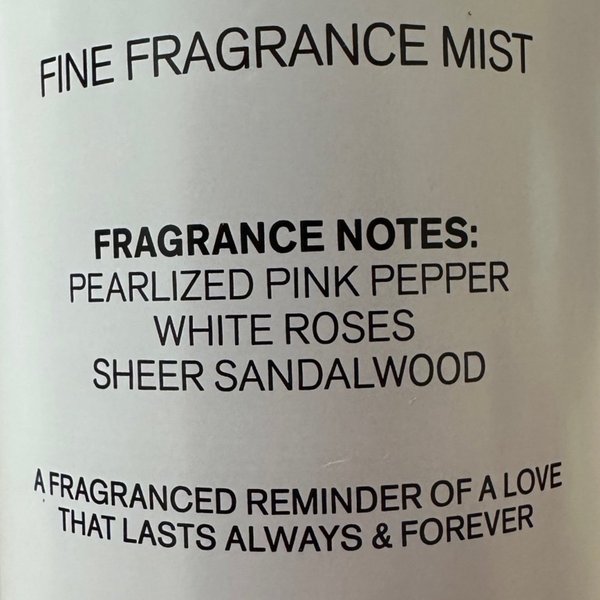 FINE FRAGRANCE MIST
FRAGRANCE NOTES:
PEARLIZED PINK PEPPER
WHITE ROSES
SHEER SANDALWOOD
A FRAGRANCED REMINDER OF A LOVE
THAT LASTS ALWAYS & FOREVER